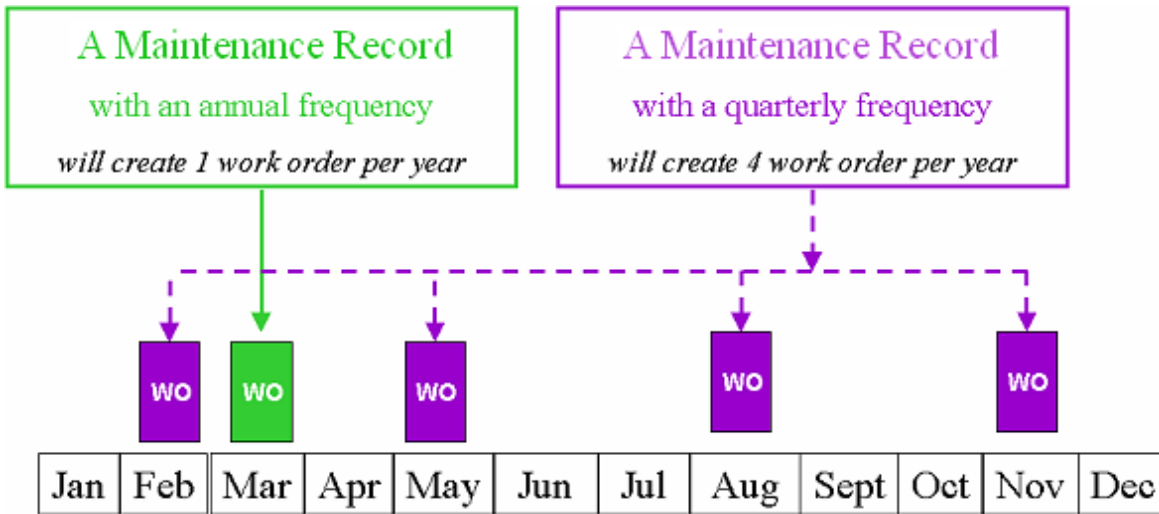 A Maintenance Record
with an annual frequency
will create 1 work order per year
A Maintenance Record
with a quarterly frequency
will create 4 work order per year
WO WO WO WO WO
Jan Feb Mar Apr May Jun Jul Aug Sept Oct Nov Dec